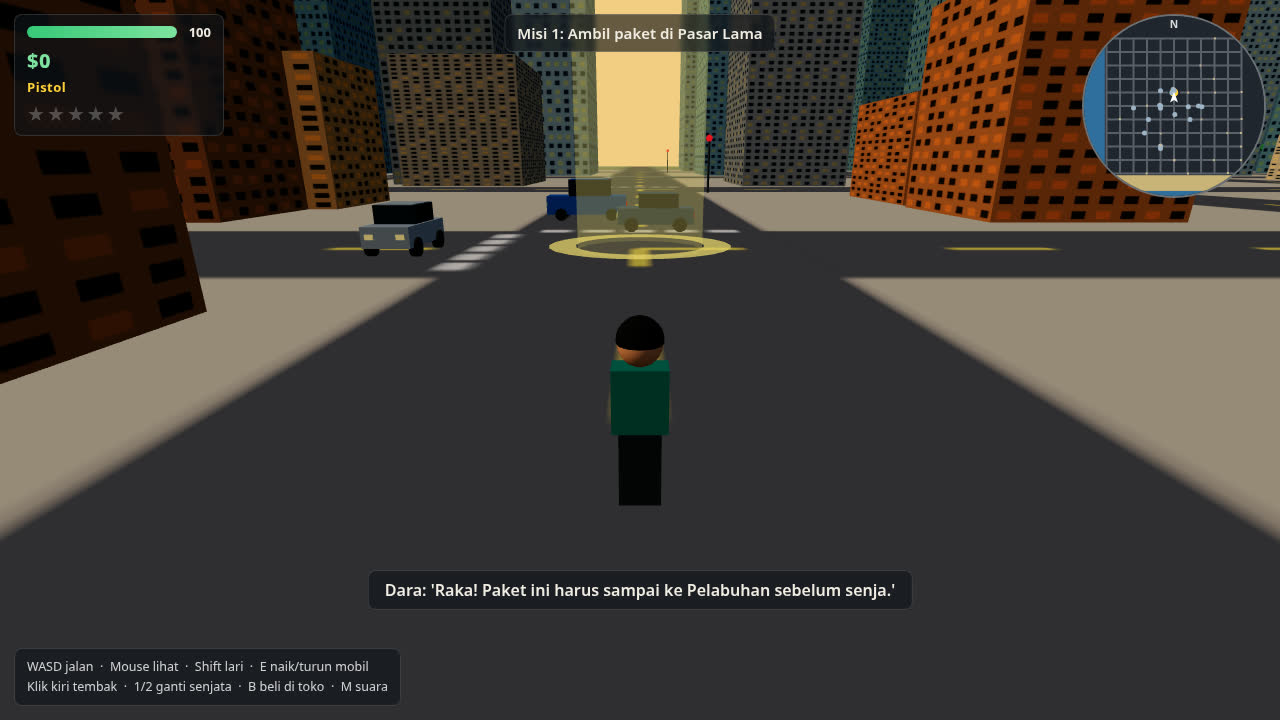 100
$0
Pistol
Misi 1: Ambil paket di Pasar Lama
N
Dara: 'Raka! Paket ini harus sampai ke Pelabuhan sebelum senja.'
WASD jalan · Mouse lihat · Shift lari · E naik/turun mobil
Klik kiri tembak · 1/2 ganti senjata · B beli di toko · M suara